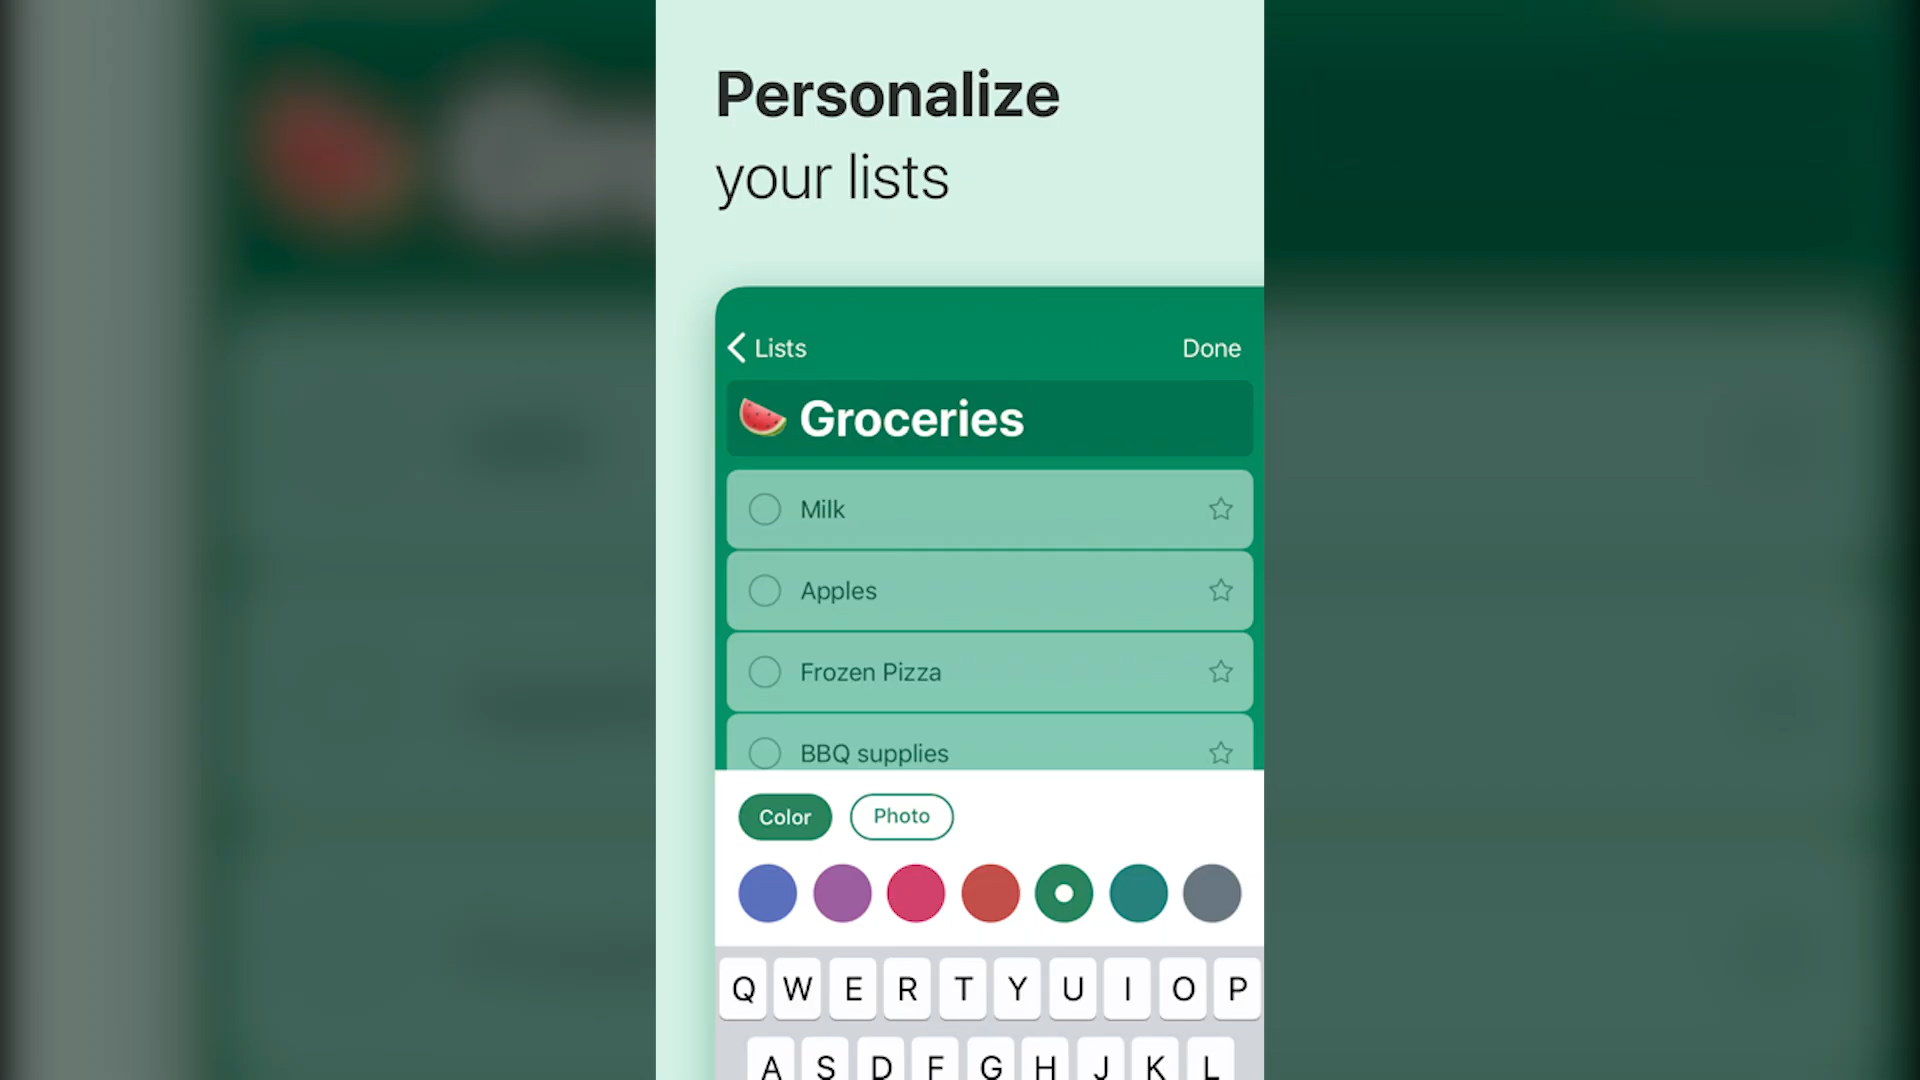 Personalize
your lists
Lists Done
🍉 Groceries
Milk
Apples
Frozen Pizza
BBQ supplies
Color Photo
Q W E R T Y U I O P
A S D F G H J K L